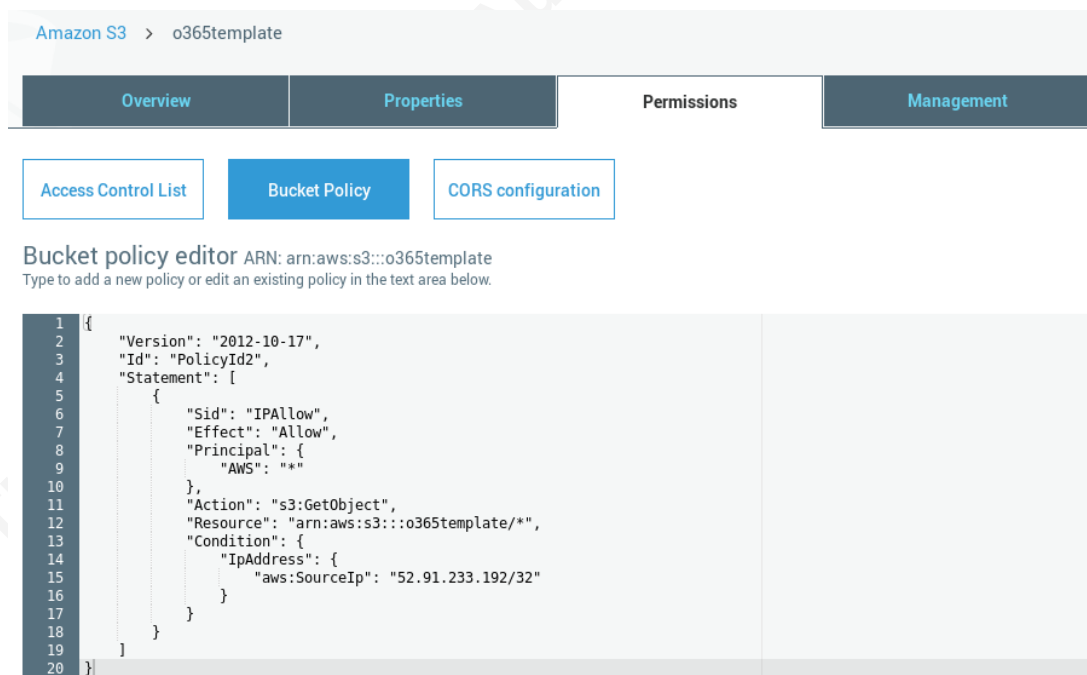 Amazon S3 > o365template
Overview Properties Permissions Management
Access Control List Bucket Policy CORS configuration
Bucket policy editor ARN: arn:aws:s3:::o365template
Type to add a new policy or edit an existing policy in the text area below.
1 {
2 "Version": "2012-10-17",
3 "Id": "PolicyId2",
4 "Statement": [
5 {
6 "Sid": "IPAllow",
7 "Effect": "Allow",
8 "Principal": {
9 "AWS": "*"
10 },
11 "Action": "s3:GetObject",
12 "Resource": "arn:aws:s3:::o365template/*",
13 "Condition": {
14 "IpAddress": {
15 "aws:SourceIp": "52.91.233.192/32"
16 }
17 }
18 }
19 ]
20 }